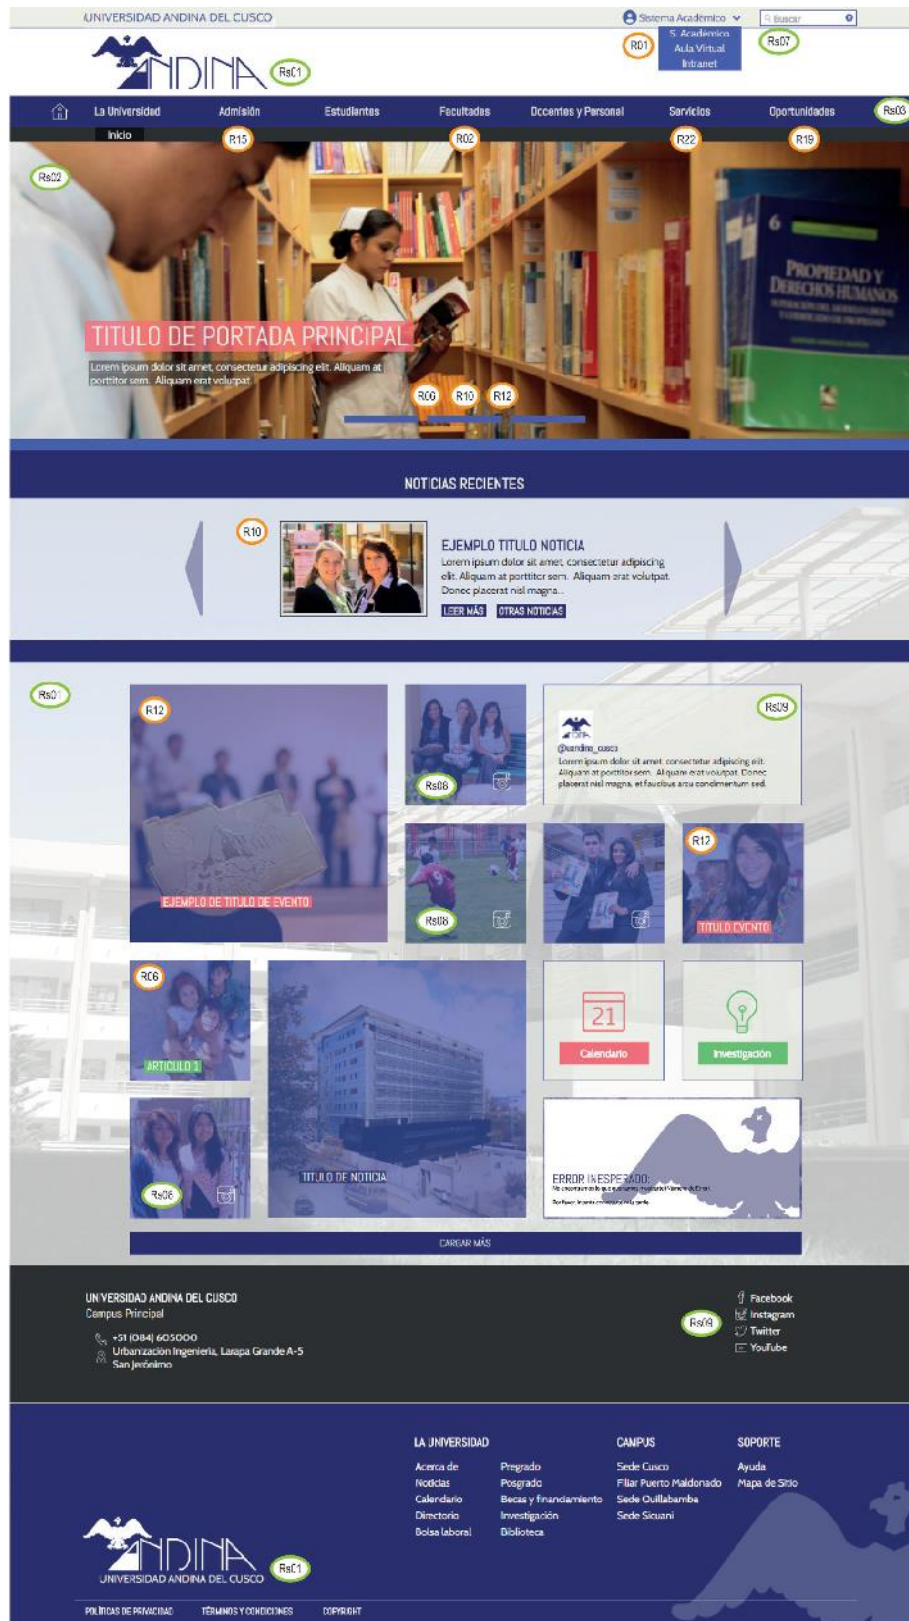 UNIVERSIDAD ANDINA DEL CUSCO
Sistema Académico
Buscar
S. Académico
Aula Virtual
Intranet
R01
Rs07
ANDINA
Rs01
La Universidad Admisión Estudiantes Facultades Docentes y Personal Servicios Oportunidades
Rs03
Inicio
R15
R02
R22
R19
Rs02
6
PROPIEDAD Y
DERECHOS HUMANOS
TITULO DE PORTADA PRINCIPAL
Lorem ipsum dolor sit amet, consectetur adipiscing elit. Aliquam at
porttitor sem. Aliquam erat volutpat.
R06 R10 R12
NOTICIAS RECIENTES
R10
EJEMPLO TITULO NOTICIA
Lorem ipsum dolor sit amet, consectetur adipiscing
elit. Aliquam at porttitor sem. Aliquam erat volutpat.
Donec placerat nisl magna...
LEER MÁS OTRAS NOTICIAS
Rs01
R12
Rs09
@uandina_cusco
Lorem ipsum dolor sit amet, consectetur adipiscing elit.
Aliquam at porttitor sem. Aliquam erat volutpat. Donec
placerat nisl magna, et faucibus arcu condimentum sed.
Rs08
R12
EJEMPLO DE TITULO DE EVENTO
Rs08
TITULO EVENTO
R06
21
ARTICULO 3
Calendario
Investigación
TITULO DE NOTICIA
ERROR INESPERADO:
Rs08
CARGAR MÁS
UNIVERSIDAD ANDINA DEL CUSCO
Campus Principal
+51 (084) 605000
Urbanización Ingeniería, Larapa Grande A-5
San Jerónimo
Rs09
Facebook
Instagram
Twitter
YouTube
LA UNIVERSIDAD
Acerca de
Noticias
Calendario
Directorio
Bolsa laboral
Pregrado
Posgrado
Becas y financiamiento
Investigación
Biblioteca
CAMPUS
Sede Cusco
Filiar Puerto Maldonado
Sede Quillabamba
Sede Sicuani
SOPORTE
Ayuda
Mapa de Sitio
ANDINA
UNIVERSIDAD ANDINA DEL CUSCO
Rs01
POLÍTICAS DE PRIVACIDAD TÉRMINOS Y CONDICIONES COPYRIGHT